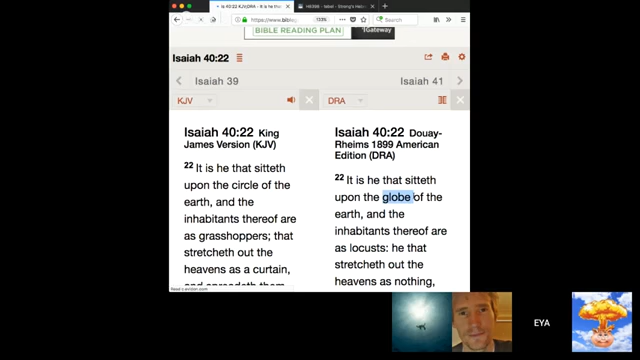 Is 40:22 KJV;DRA - It is he tha
H6396 - tebel - Strong's Hebr
https://www.biblega
133%
BIBLE READING PLAN
Isaiah 40:22
Isaiah 39
Isaiah 41
KJV
DRA
Isaiah 40:22 King
James Version (KJV)
22 It is he that sitteth
upon the circle of the
earth, and the
inhabitants thereof are
as grasshoppers; that
stretcheth out the
heavens as a curtain,
and spreadeth them
Isaiah 40:22 Douay-
Rheims 1899 American
Edition (DRA)
22 It is he that sitteth
upon the globe of the
earth, and the
inhabitants thereof are
as locusts: he that
stretcheth out the
heavens as nothing,
EYA